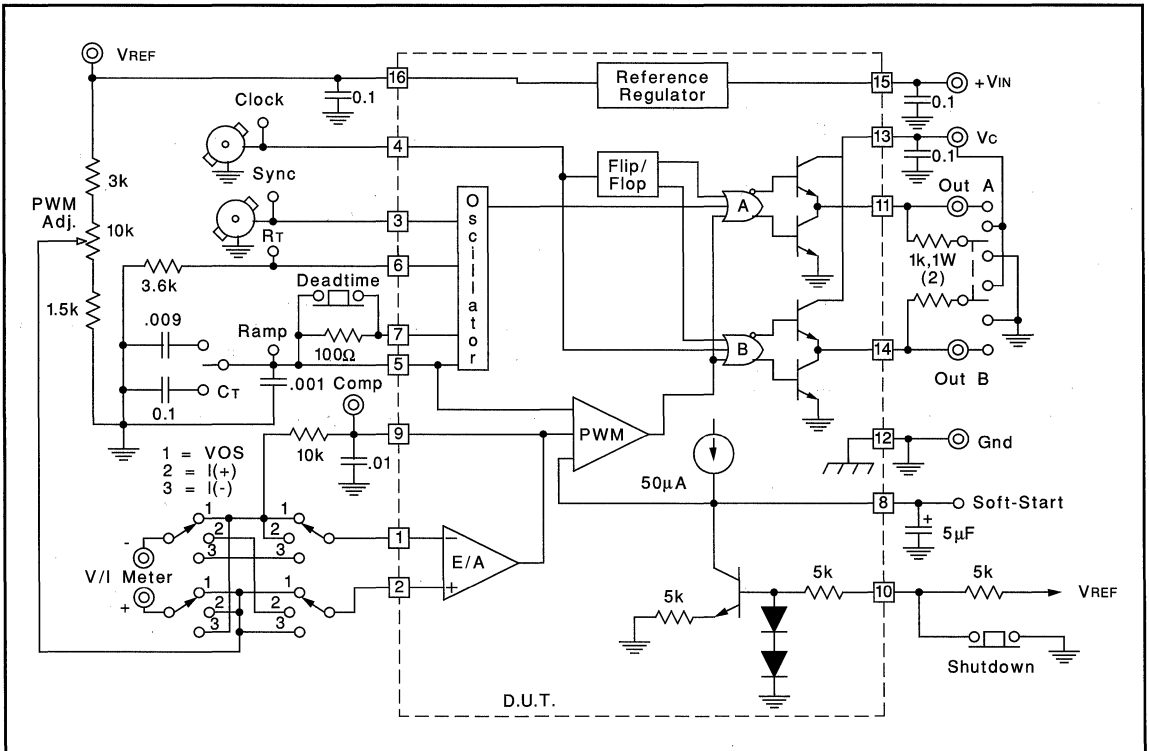 VREF
16
0.1
Reference
Regulator
15
+VIN
0.1
Clock
4
13
VC
0.1
Flip/
Flop
Sync
3k
PWM
Adj.
10k
3
RT
6
3.6k
Oscillator
A
11
Out A
1k,1W
(2)
1.5k
Deadtime
7
100Ω
.009
Ramp
5
CT
0.1
.001
Comp
B
14
Out B
9
10k
.01
PWM
12
Gnd
1 = VOS
2 = I(+)
3 = I(-)
50µA
8
Soft-Start
+
5µF
1
1
2
2
3
3
-
V/I Meter
+
1
1
2
2
3
3
1
−
E/A
2
+
5k
5k
10
5k
VREF
Shutdown
D.U.T.